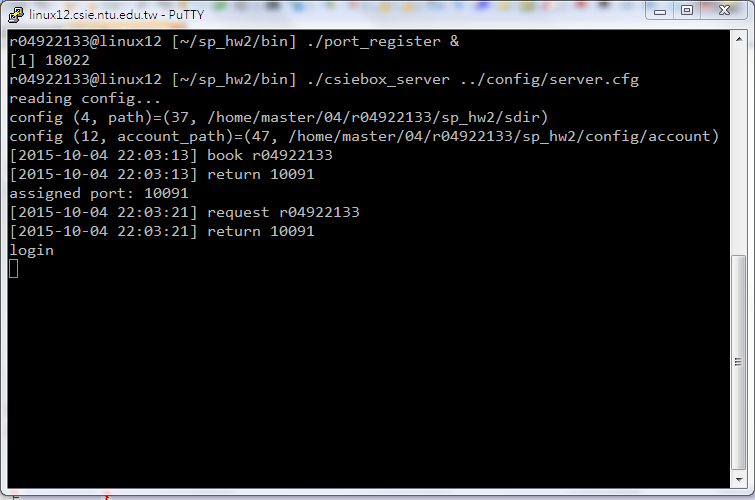 linux12.csie.ntu.edu.tw - PuTTY
r04922133@linux12 [~/sp_hw2/bin] ./port_register &
[1] 18022
r04922133@linux12 [~/sp_hw2/bin] ./csiebox_server ../config/server.cfg
reading config...
config (4, path)=(37, /home/master/04/r04922133/sp_hw2/sdir)
config (12, account_path)=(47, /home/master/04/r04922133/sp_hw2/config/account)
[2015-10-04 22:03:13] book r04922133
[2015-10-04 22:03:13] return 10091
assigned port: 10091
[2015-10-04 22:03:21] request r04922133
[2015-10-04 22:03:21] return 10091
login